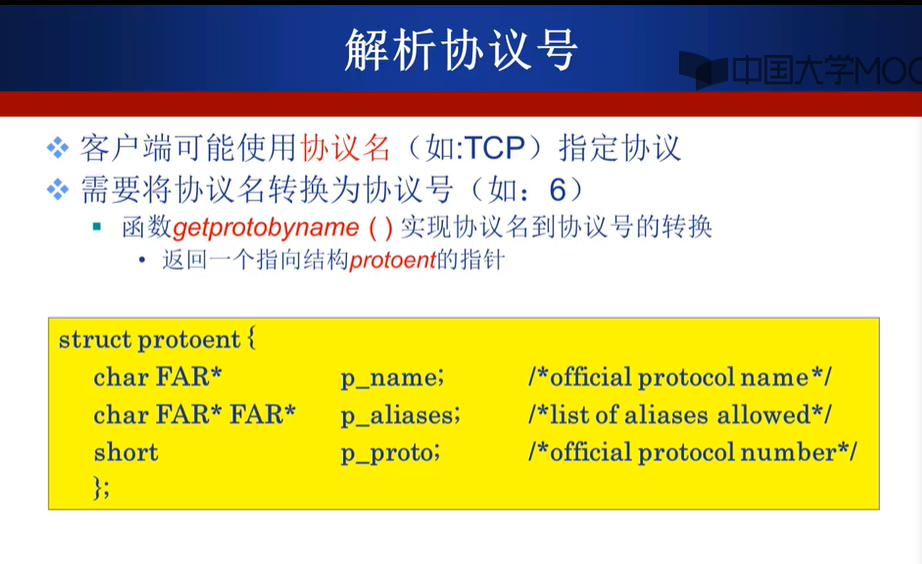 解析协议号
中国大学MOO
客户端可能使用协议名（如:TCP）指定协议
需要将协议名转换为协议号（如：6）
函数getprotobyname ( ) 实现协议名到协议号的转换
返回一个指向结构protoent的指针
struct protoent {
char FAR* p_name; /*official protocol name*/
char FAR* FAR* p_aliases; /*list of aliases allowed*/
short p_proto; /*official protocol number*/
};